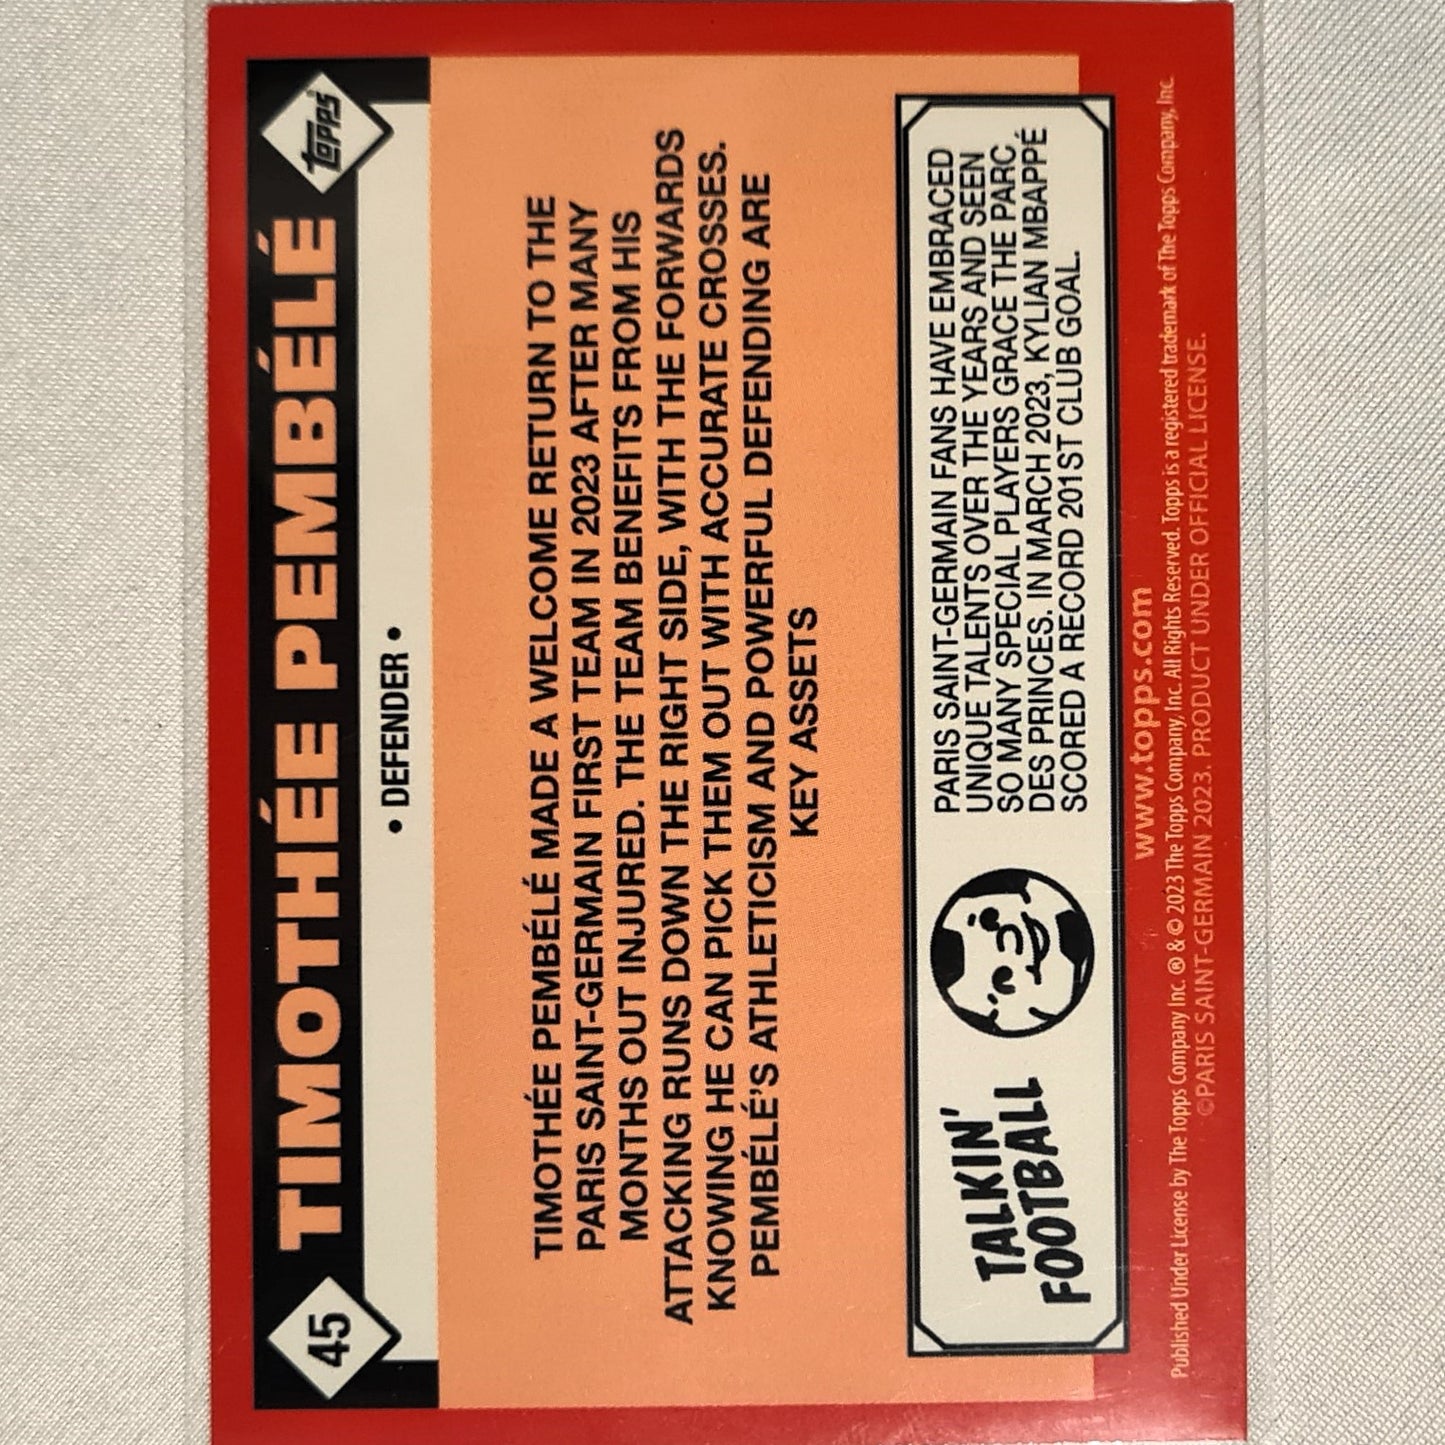 45
TIMOTHÉE PEMBÉLÉ
TOPPS
• DEFENDER •
TIMOTHÉE PEMBÉLÉ MADE A WELCOME RETURN TO THE
PARIS SAINT-GERMAIN FIRST TEAM IN 2023 AFTER MANY
MONTHS OUT INJURED. THE TEAM BENEFITS FROM HIS
ATTACKING RUNS DOWN THE RIGHT SIDE, WITH THE FORWARDS
KNOWING HE CAN PICK THEM OUT WITH ACCURATE CROSSES.
PEMBÉLÉ'S ATHLETICISM AND POWERFUL DEFENDING ARE
KEY ASSETS
TALKIN'
FOOTBALL
PARIS SAINT-GERMAIN FANS HAVE EMBRACED
UNIQUE TALENTS OVER THE YEARS AND SEEN
SO MANY SPECIAL PLAYERS GRACE THE PARC
DES PRINCES. IN MARCH 2023, KYLIAN MBAPPÉ
SCORED A RECORD 201ST CLUB GOAL.
www.topps.com
Published Under License by The Topps Company Inc. ® & © 2023 The Topps Company, Inc. All Rights Reserved. Topps is a registered trademark of The Topps Company, Inc.
©PARIS SAINT-GERMAIN 2023. PRODUCT UNDER OFFICIAL LICENSE.